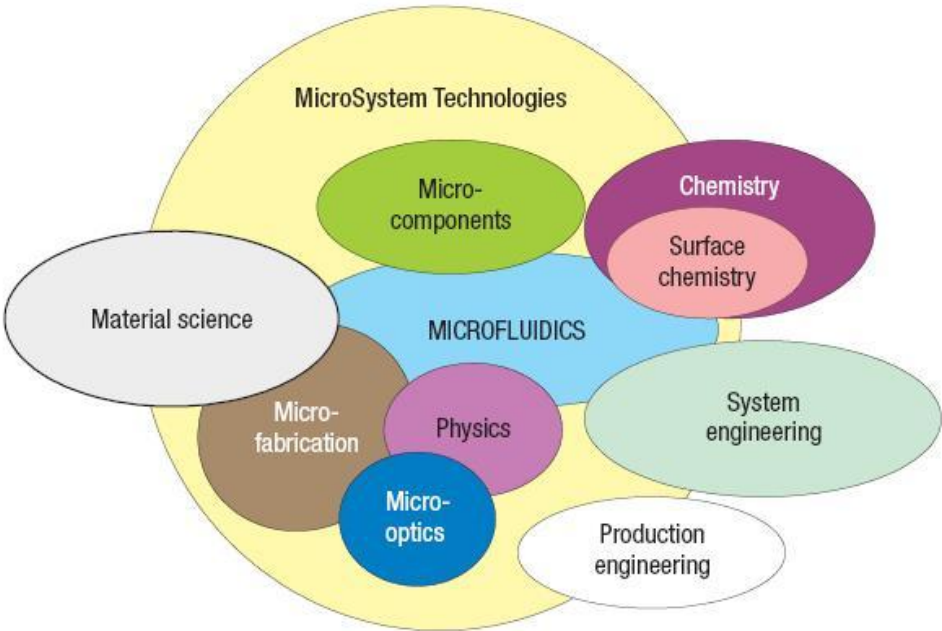 MicroSystem Technologies
Micro-
components
Chemistry
Surface
chemistry
Material science
MICROFLUIDICS
Micro-
fabrication
Physics
System
engineering
Micro-
optics
Production
engineering